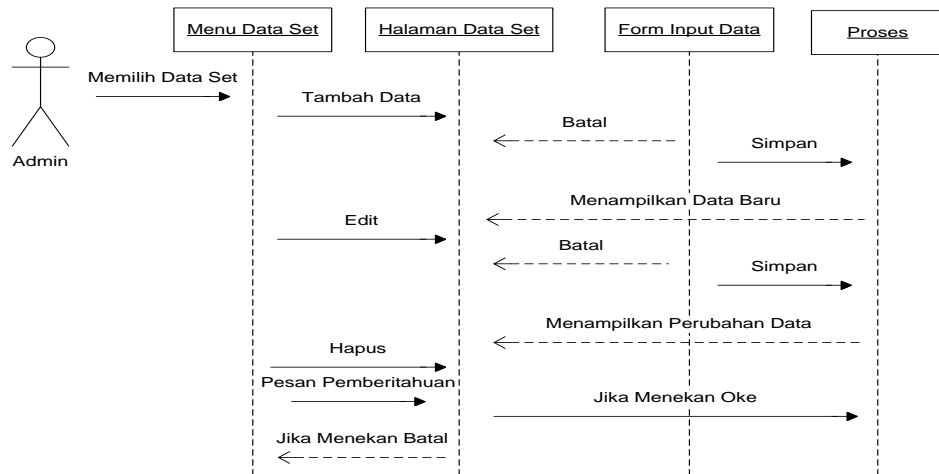 Menu Data Set
Halaman Data Set
Form Input Data
Proses
Memilih Data Set
Admin
Tambah Data
Batal
Simpan
Menampilkan Data Baru
Edit
Batal
Simpan
Menampilkan Perubahan Data
Hapus
Pesan Pemberitahuan
Jika Menekan Oke
Jika Menekan Batal